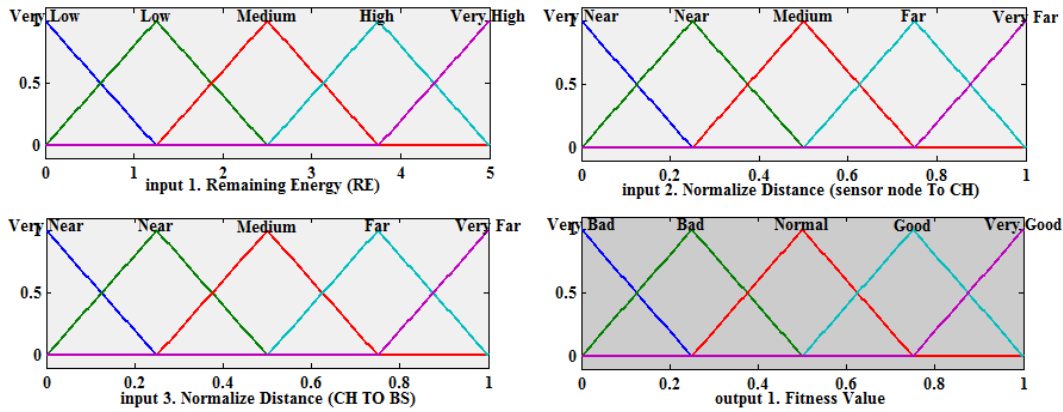 Very Low Low Medium High Very High
1
0.5
0
0 1 2 3 4 5
input 1. Remaining Energy (RE)
Very Near Near Medium Far Very Far
1
0.5
0
0 0.2 0.4 0.6 0.8 1
input 2. Normalize Distance (sensor node To CH)
Very Near Near Medium Far Very Far
1
0.5
0
0 0.2 0.4 0.6 0.8 1
input 3. Normalize Distance (CH TO BS)
Very Bad Bad Normal Good Very Good
1
0.5
0
0 0.2 0.4 0.6 0.8 1
output 1. Fitness Value